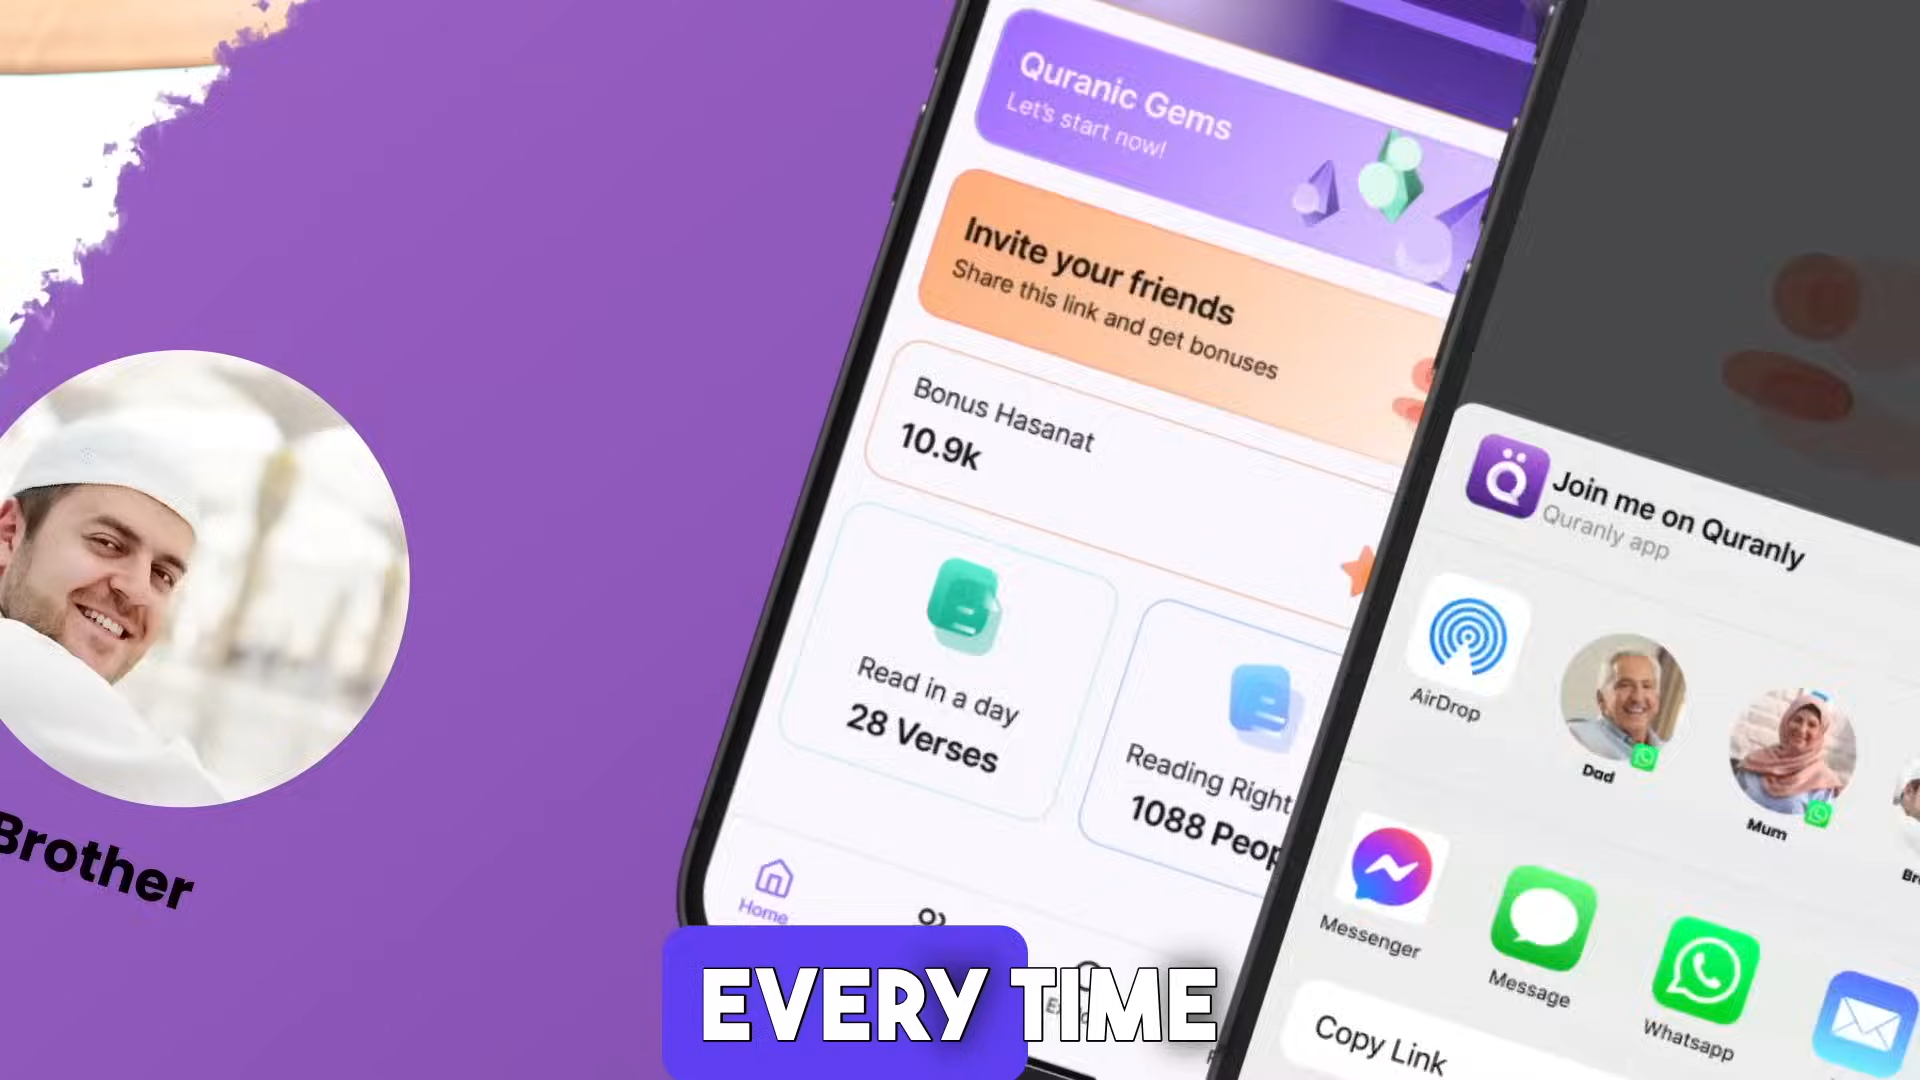 Quranic Gems
Let's start now!
Invite your friends
Share this link and get bonuses
Bonus Hasanat
10.9k
Read in a day
28 Verses
Reading Right
1088
Home
Join me on Quranly
Quranly app
AirDrop
Dad
Mum
Messenger
Message
Whatsapp
Copy Link
Brother
EVERY TIME